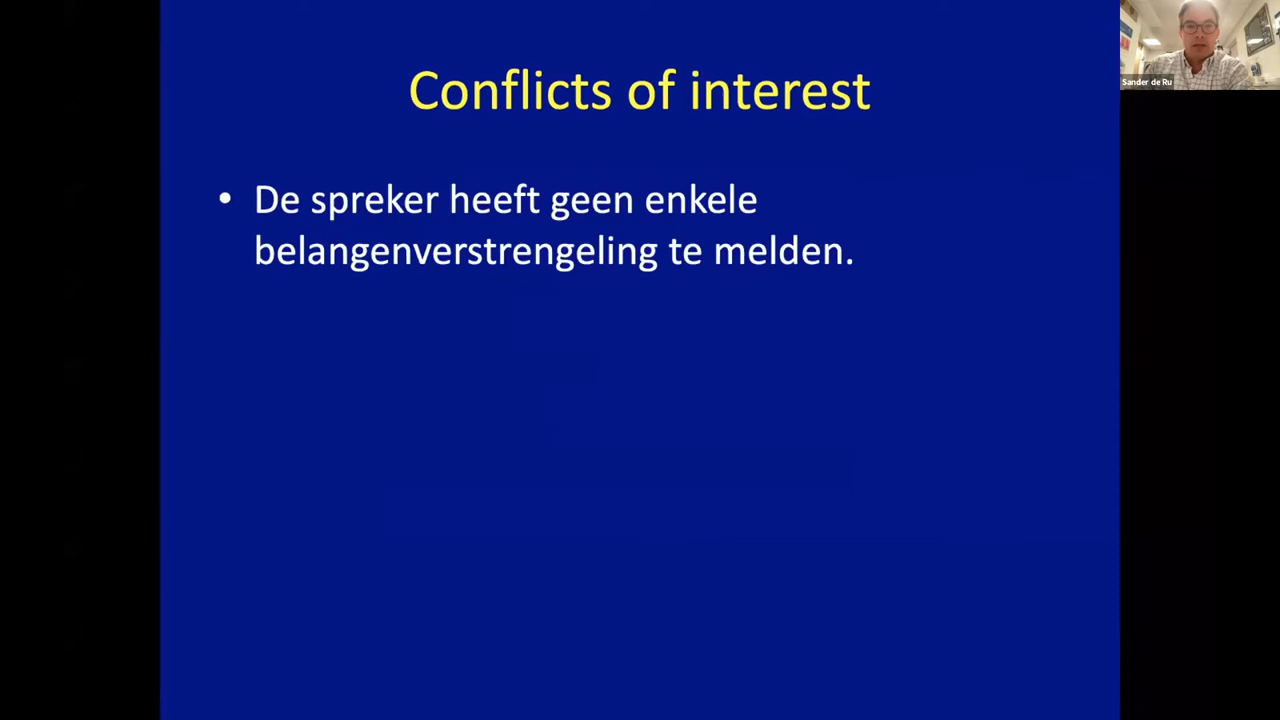 Conflicts of interest
• De spreker heeft geen enkele
belangenverstrengeling te melden.
Sander de Ru